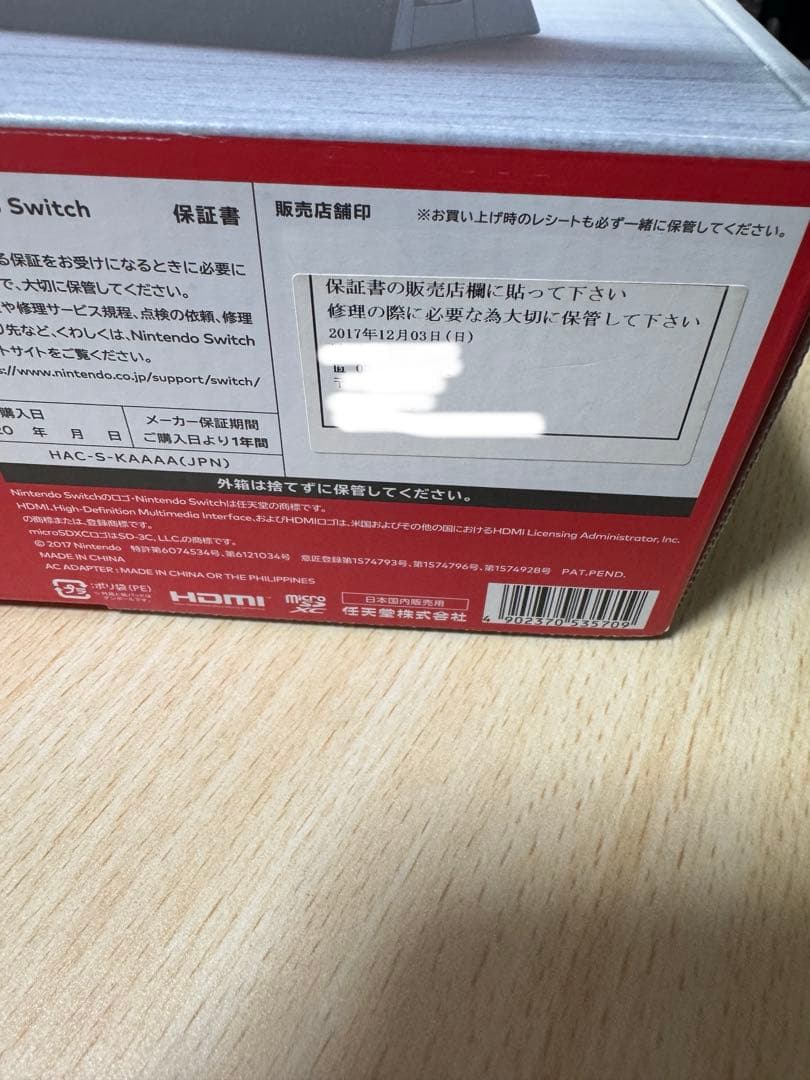 Switch
保証書
る保証をお受けになるときに必要に
で、大切に保管してください。
や修理サービス規程、点検の依頼、修理
り先など、くわしくは、Nintendo Switch
トサイトをご覧ください。
s://www.nintendo.co.jp/support/switch/
購入日
20 年 月 日
メーカー保証期間
ご購入日より1年間
HAC-S-KAAAA(JPN)
販売店舗印
※お買い上げ時のレシートも必ず一緒に保管してください。
保証書の販売店欄に貼って下さい
修理の際に必要な為大切に保管して下さい
2017年12月03日(日)
外箱は捨てずに保管してください。
Nintendo Switchのロゴ・Nintendo Switchは任天堂の商標です。
HDMI、High-Definition Multimedia Interface、およびHDMIロゴは、米国およびその他の国におけるHDMI Licensing Administrator, Inc.
の商標または、登録商標です。
microSDXCロゴはSD-3C, LLC.の商標です。
© 2017 Nintendo 特許第6074534号、第6121034号 意匠登録第1574793号、第1574796号、第1574928号 PAT.PEND.
MADE IN CHINA
AC ADAPTER : MADE IN CHINA OR THE PHILIPPINES
プラ
:ポリ袋(PE)
HDMI
micro SD XC
日本国内販売用
任天堂株式会社
4 902370 535709